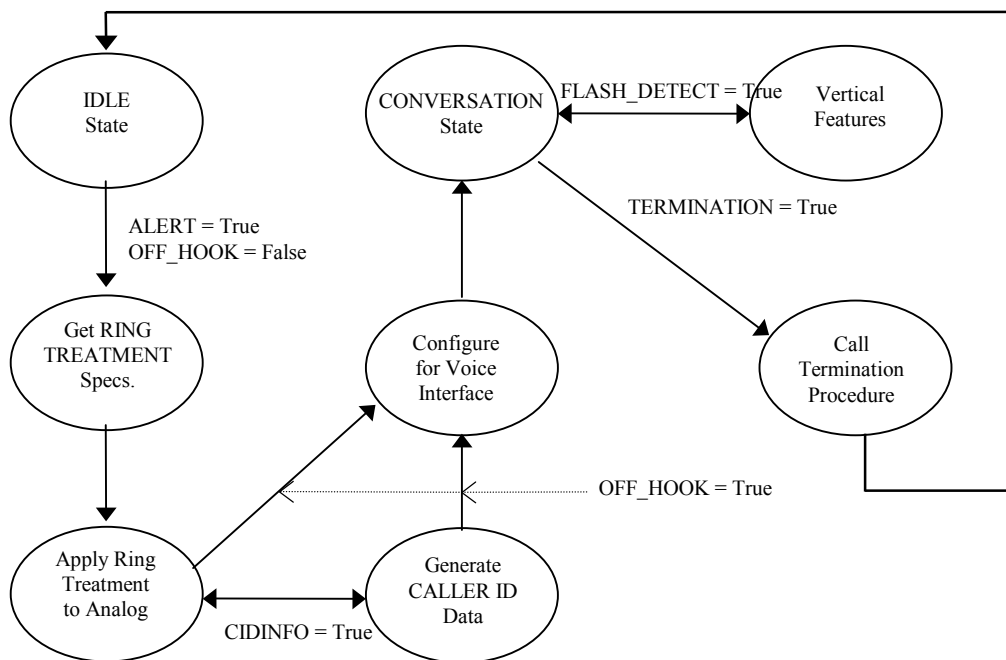 IDLE
State
CONVERSATION
State
FLASH_DETECT = True
Vertical
Features
ALERT = True
OFF_HOOK = False
TERMINATION = True
Get RING
TREATMENT
Specs.
Configure
for Voice
Interface
Call
Termination
Procedure
OFF_HOOK = True
Apply Ring
Treatment
to Analog
CIDINFO = True
Generate
CALLER ID
Data